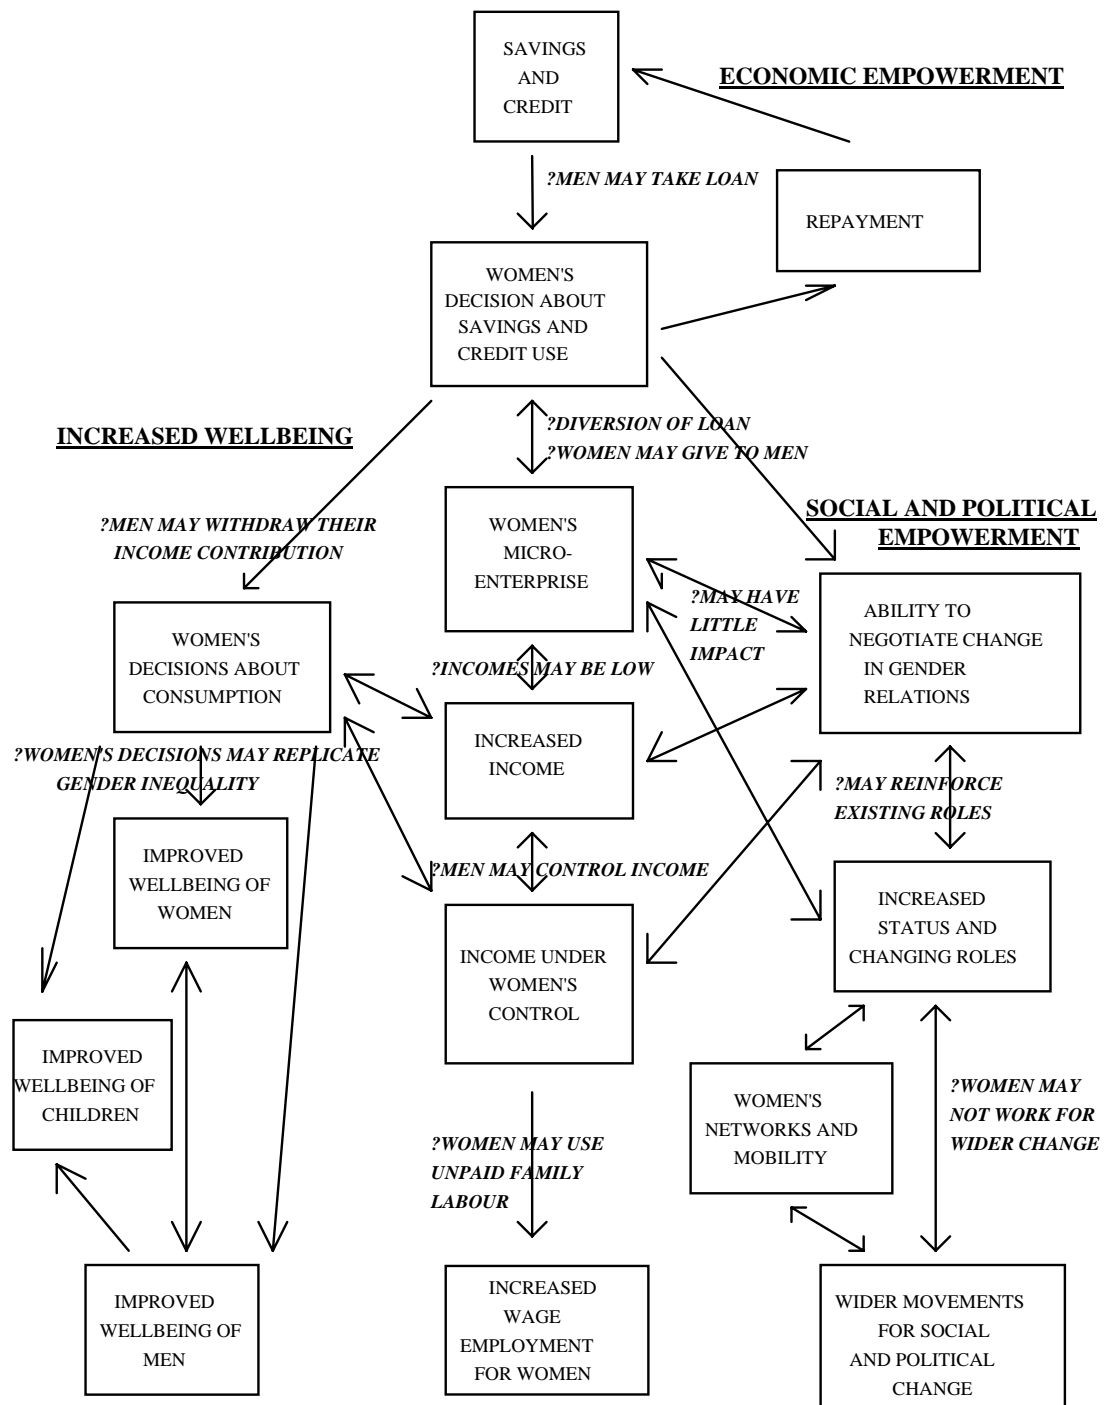 SAVINGS
AND
CREDIT
ECONOMIC EMPOWERMENT
?MEN MAY TAKE LOAN
REPAYMENT
WOMEN'S
DECISION ABOUT
SAVINGS AND
CREDIT USE
INCREASED WELLBEING
?DIVERSION OF LOAN
?WOMEN MAY GIVE TO MEN
?MEN MAY WITHDRAW THEIR
INCOME CONTRIBUTION
WOMEN'S
MICRO-
ENTERPRISE
SOCIAL AND POLITICAL
EMPOWERMENT
?MAY HAVE
LITTLE
IMPACT
ABILITY TO
NEGOTIATE CHANGE
IN GENDER
RELATIONS
WOMEN'S
DECISIONS ABOUT
CONSUMPTION
?INCOMES MAY BE LOW
INCREASED
INCOME
?WOMEN'S DECISIONS MAY REPLICATE
GENDER INEQUALITY
?MAY REINFORCE
EXISTING ROLES
IMPROVED
WELLBEING OF
WOMEN
?MEN MAY CONTROL INCOME
INCREASED
STATUS AND
CHANGING ROLES
INCOME UNDER
WOMEN'S
CONTROL
IMPROVED
WELLBEING OF
CHILDREN
WOMEN'S
NETWORKS AND
MOBILITY
?WOMEN MAY
NOT WORK FOR
WIDER CHANGE
?WOMEN MAY USE
UNPAID FAMILY
LABOUR
IMPROVED
WELLBEING OF
MEN
INCREASED
WAGE
EMPLOYMENT
FOR WOMEN
WIDER MOVEMENTS
FOR SOCIAL
AND POLITICAL
CHANGE